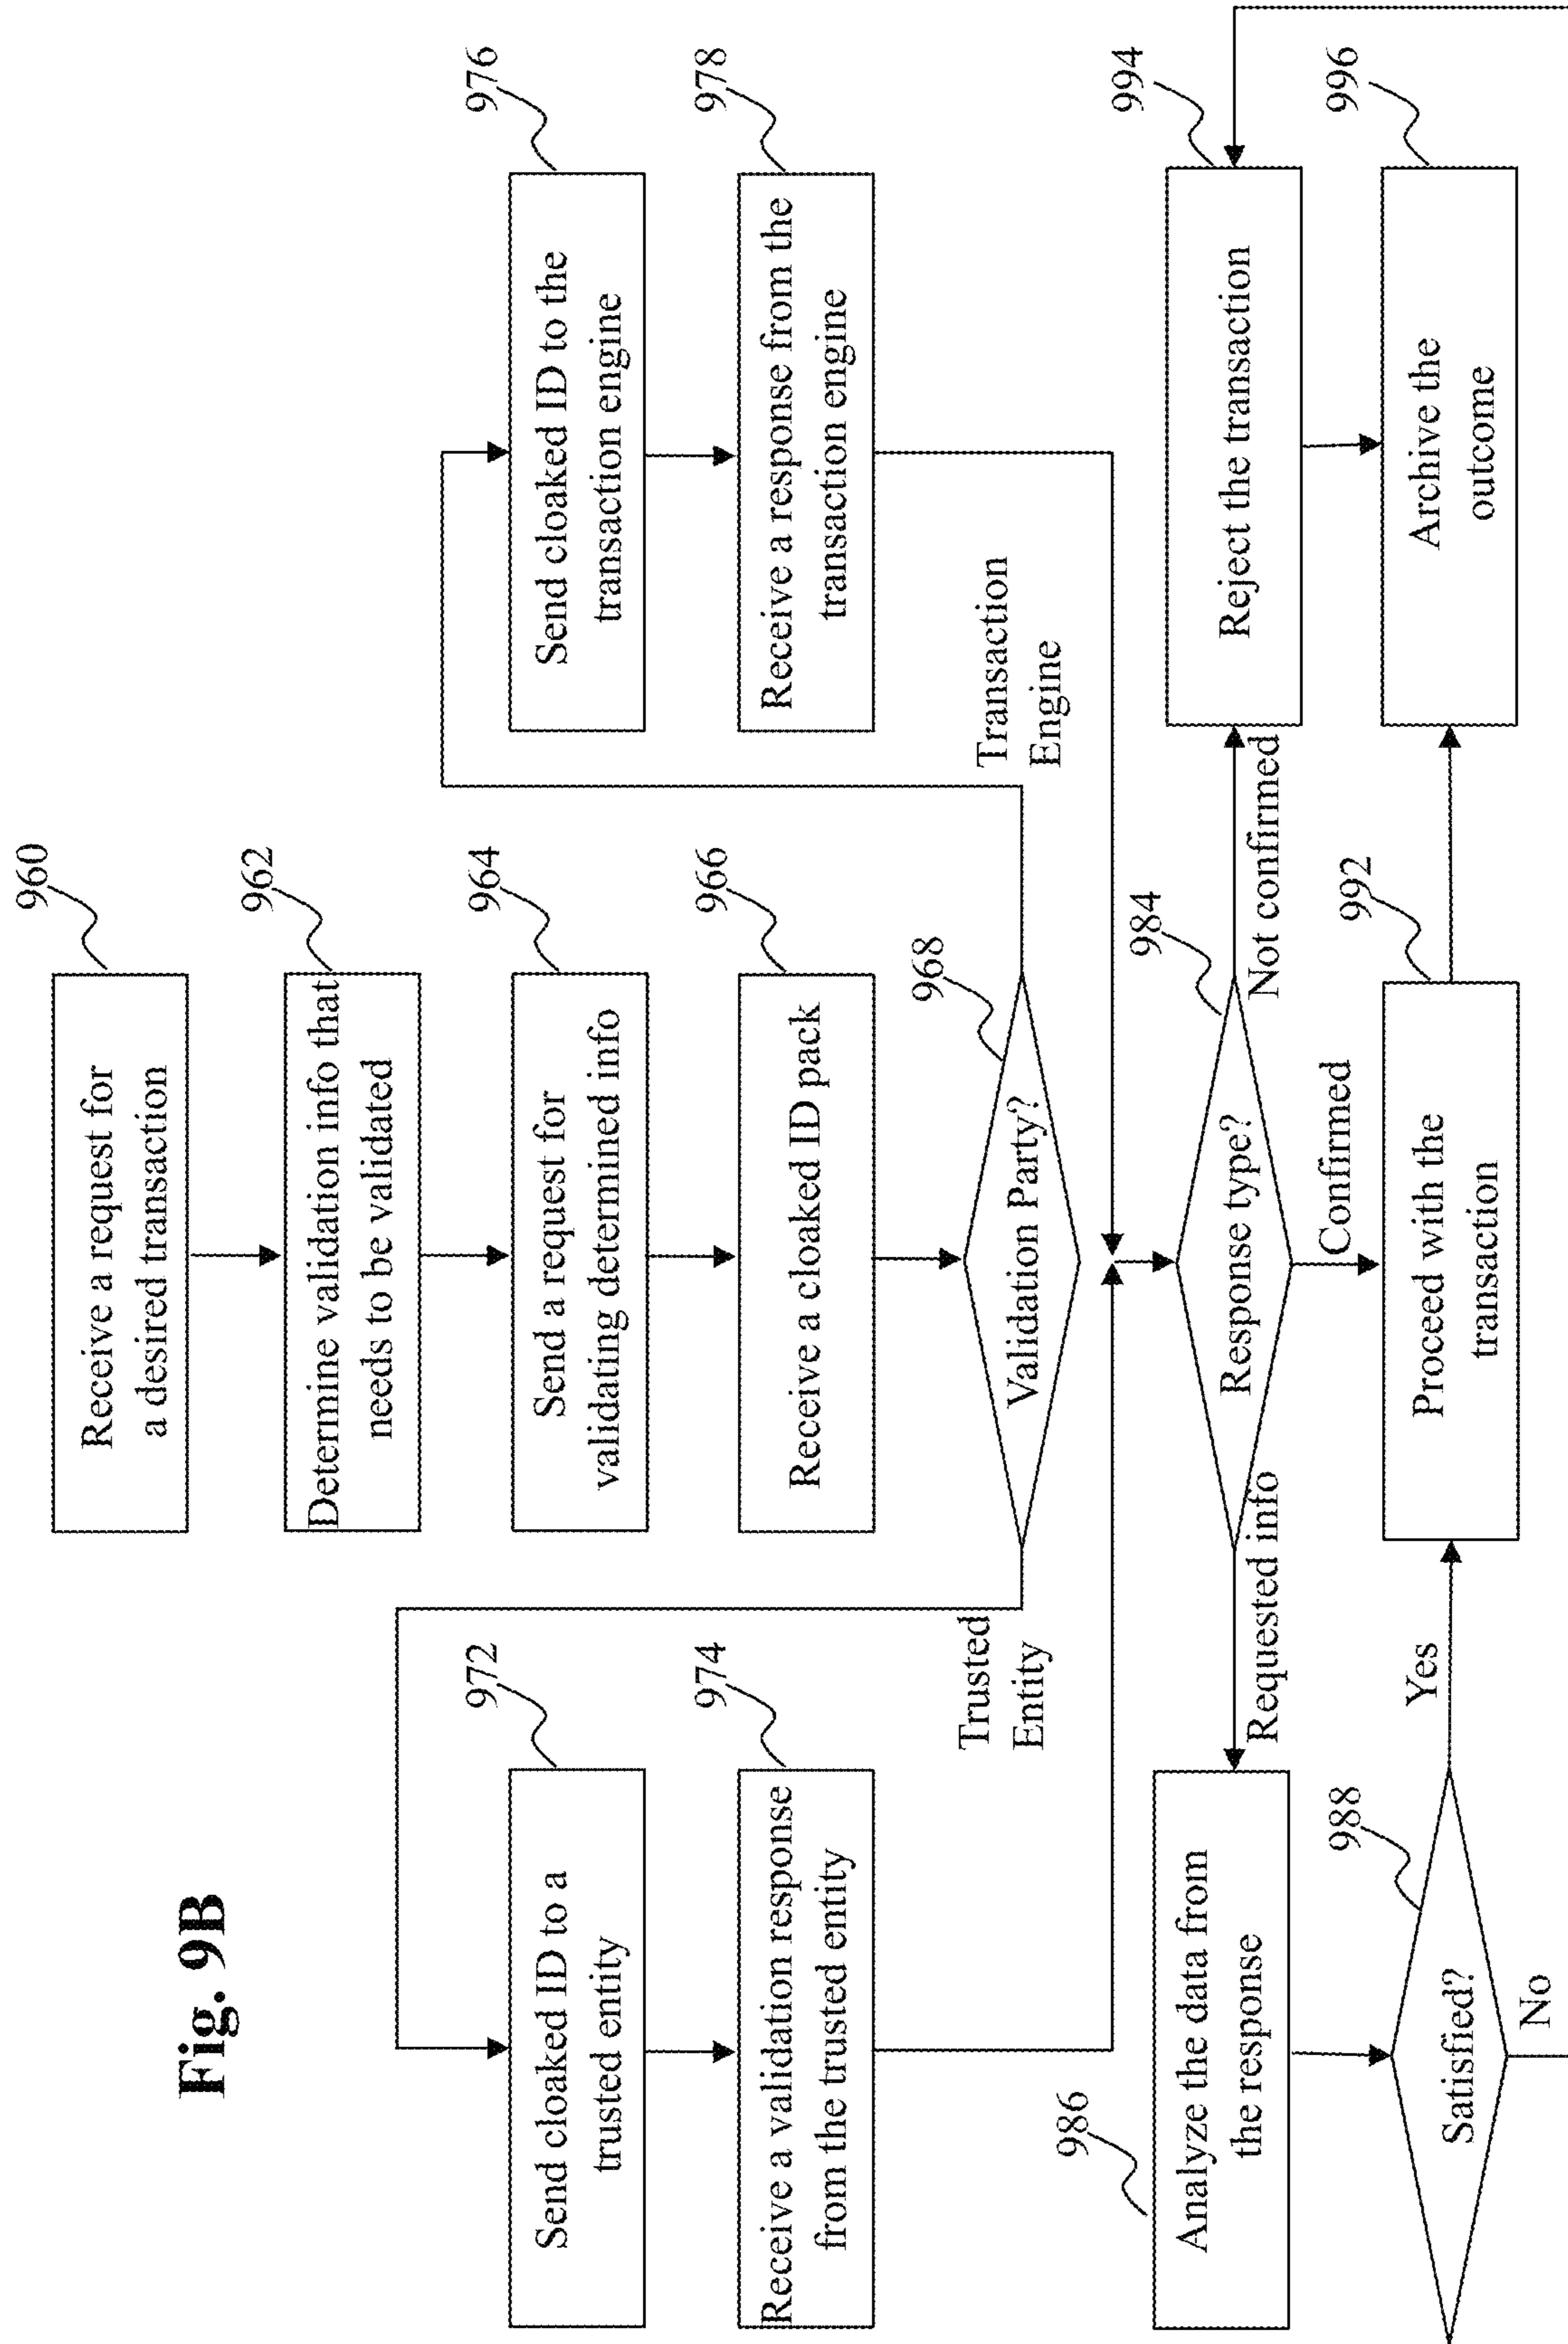 Fig. 9B
960
Receive a request for
a desired transaction
962
Determine validation info that
needs to be validated
964
Send a request for
validating determined info
966
Receive a cloaked ID pack
968
Validation Party?
Trusted
Entity
Transaction
Engine
972
Send cloaked ID to a
trusted entity
974
Receive a validation response
from the trusted entity
976
Send cloaked ID to the
transaction engine
978
Receive a response from the
transaction engine
984
Response type?
Requested info
Confirmed
Not confirmed
986
Analyze the data from
the response
988
Satisfied?
Yes
No
992
Proceed with the
transaction
994
Reject the transaction
996
Archive the
outcome